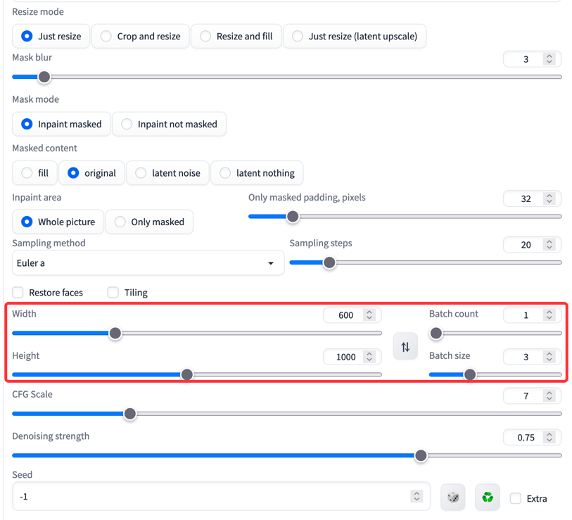 Resize mode
Just resize Crop and resize Resize and fill Just resize (latent upscale)
Mask blur 3
Mask mode
Inpaint masked Inpaint not masked
Masked content
fill original latent noise latent nothing
Inpaint area Only masked padding, pixels 32
Whole picture Only masked
Sampling method Sampling steps 20
Euler a
Restore faces Tiling
Width 600 Batch count 1
Height 1000 Batch size 3
CFG Scale 7
Denoising strength 0.75
Seed
-1 Extra